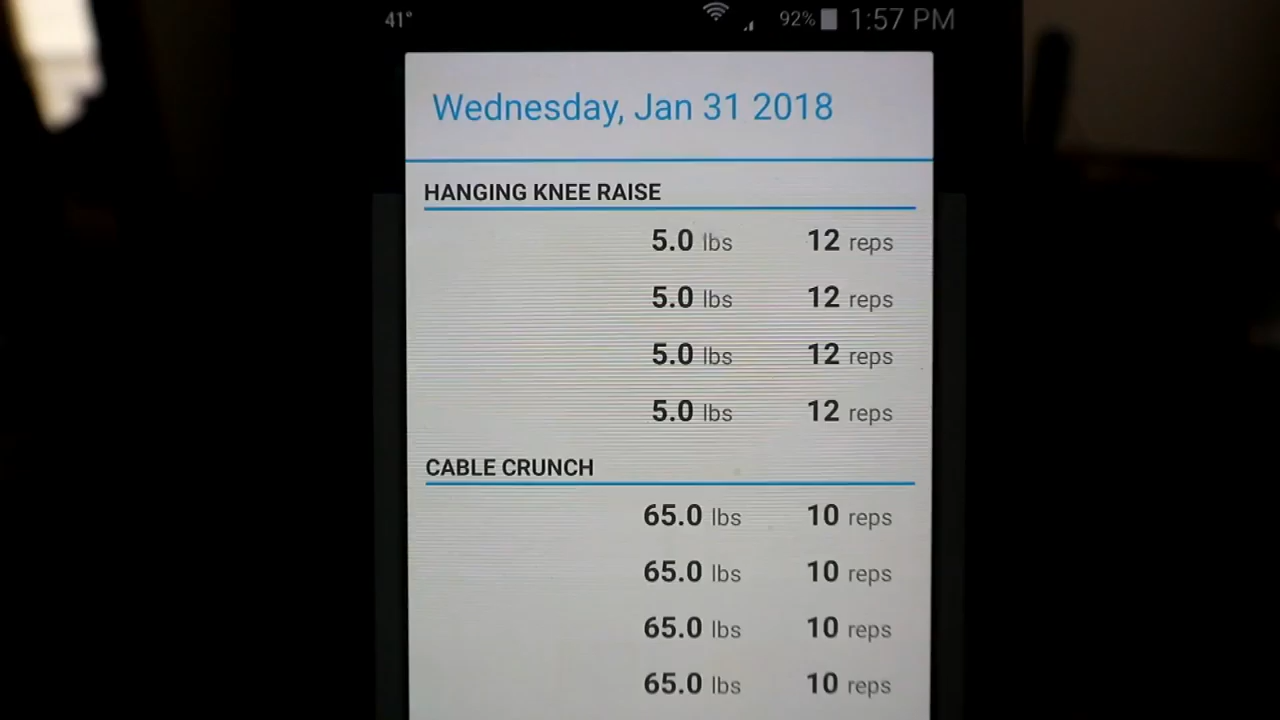 41° 92% 1:57 PM
Wednesday, Jan 31 2018
HANGING KNEE RAISE
5.0 lbs 12 reps
5.0 lbs 12 reps
5.0 lbs 12 reps
5.0 lbs 12 reps
CABLE CRUNCH
65.0 lbs 10 reps
65.0 lbs 10 reps
65.0 lbs 10 reps
65.0 lbs 10 reps